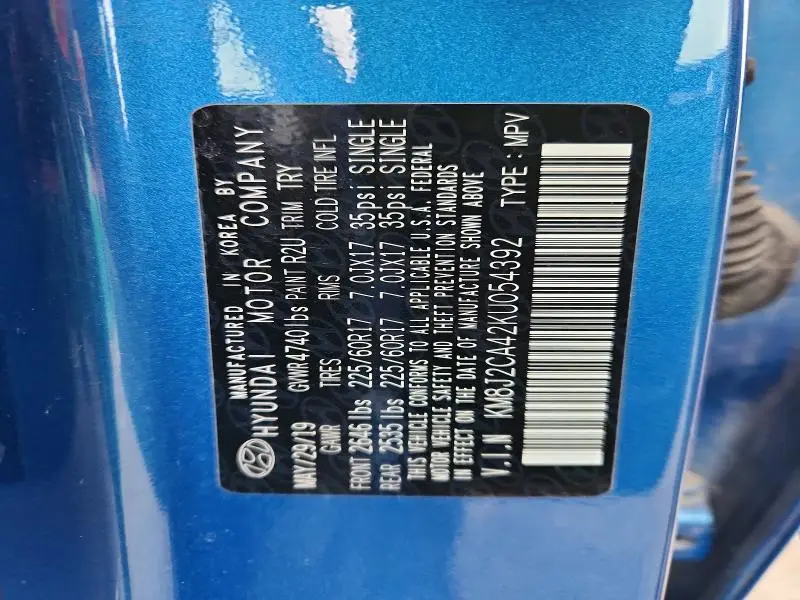 MANUFACTURED IN KOREA BY
HYUNDAI MOTOR COMPANY
MAY/29/19 GVWR4740lbs PAINT R2U TRIM TRY
GAWR TIRES RIMS COLD TIRE INFL
FRONT 2646 lbs 225/60R17 7.0JX17 35psi SINGLE
REAR 2535 lbs 225/60R17 7.0JX17 35psi SINGLE
THIS VEHICLE CONFORMS TO ALL APPLICABLE U.S.A. FEDERAL
MOTOR VEHICLE SAFETY AND THEFT PREVENTION STANDARDS
IN EFFECT ON THE DATE OF MANUFACTURE SHOWN ABOVE
V.I.N KM8J2CA42KU054392 TYPE : MPV